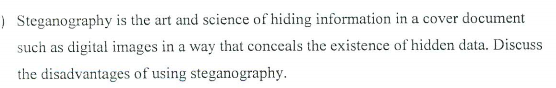 ) Steganography is the art and science of hiding information in a cover document
such as digital images in a way that conceals the existence of hidden data. Discuss
the disadvantages of using steganography.